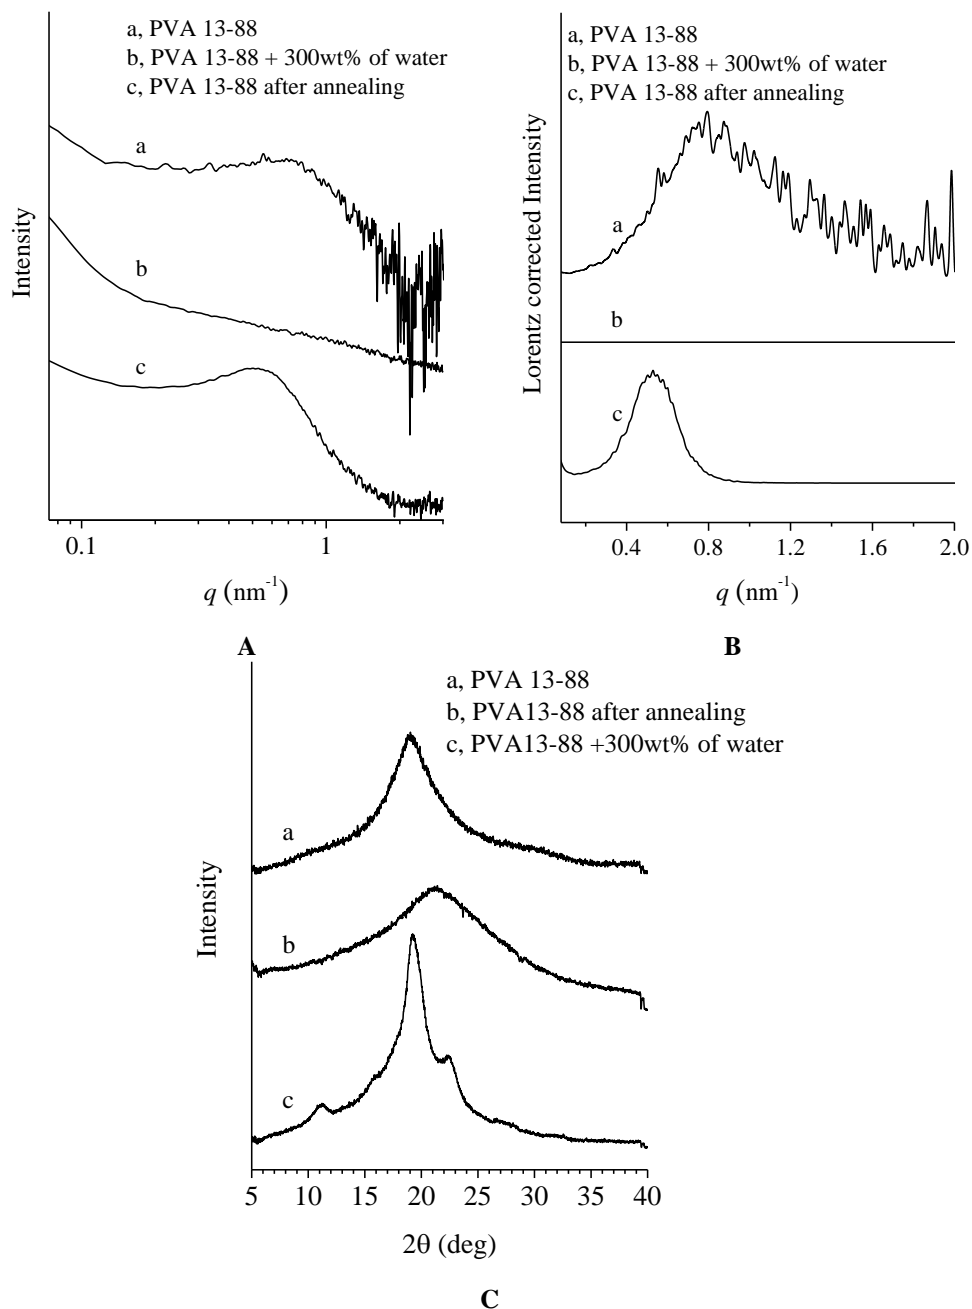 a, PVA 13-88
b, PVA 13-88 + 300wt% of water
c, PVA 13-88 after annealing
a
b
c
Intensity
0.1 1
q (nm⁻¹)
A
a, PVA 13-88
b, PVA 13-88 + 300wt% of water
c, PVA 13-88 after annealing
a
b
c
Lorentz corrected Intensity
0.4 0.8 1.2 1.6 2.0
q (nm⁻¹)
B
a, PVA 13-88
b, PVA13-88 after annealing
c, PVA13-88 +300wt% of water
a
b
c
Intensity
5 10 15 20 25 30 35 40
2θ (deg)
C